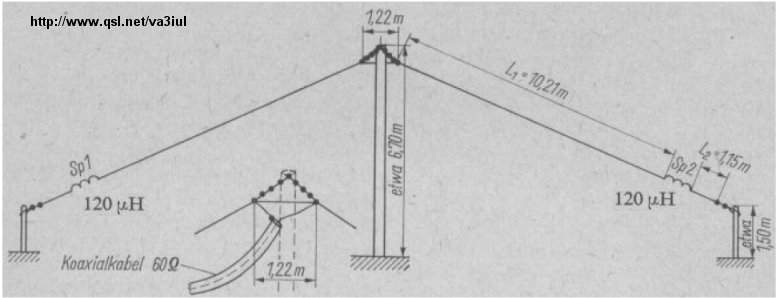 http://www.qsl.net/va3iul
1,22 m
L₁ = 10,21 m
etwa 6,70 m
Sp1
120 µH
Sp2
L₂ = 1,15 m
120 µH
etwa
1,50 m
Koaxialkabel 60Ω
1,22 m